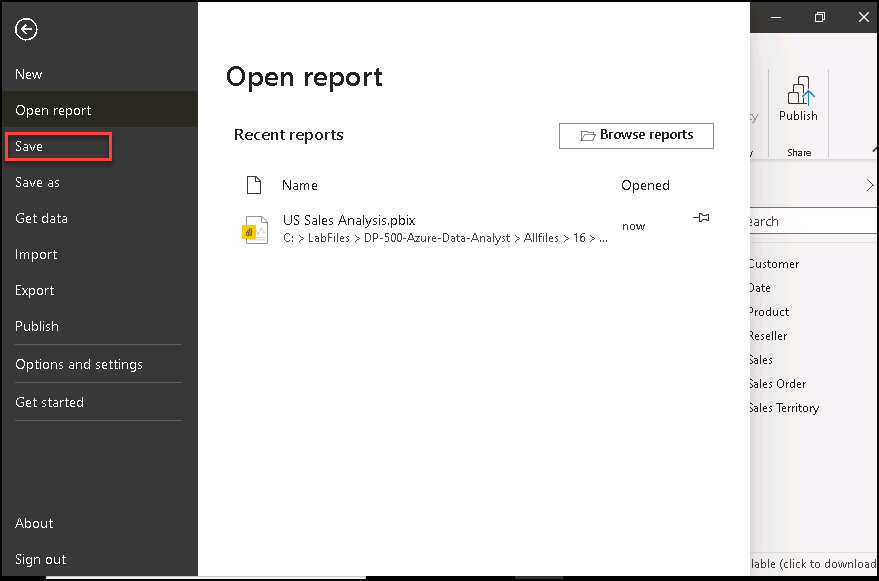 New
Open report
Save
Save as
Get data
Import
Export
Publish
Options and settings
Get started
About
Sign out
Open report
Recent reports
Browse reports
Name Opened
US Sales Analysis.pbix
C: > LabFiles > DP-500-Azure-Data-Analyst > Allfiles > 16 > ...
now
Publish
Share
earch
Customer
Date
Product
Reseller
Sales
Sales Order
Sales Territory
lable (click to download